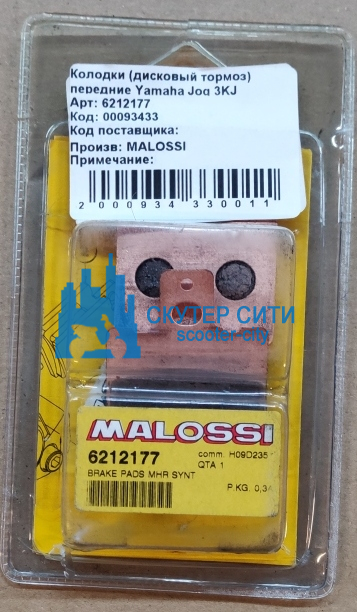 Колодки (дисковый тормоз)
передние Yamaha Jog 3KJ
Арт: 6212177
Код: 00093433
Код поставщика:
Произв: MALOSSI
Примечание:
2 000934 330011
СКУТЕР СИТИ
scooter-city
MALOSSI
6212177
comm. H09D235
QTA 1
BRAKE PADS MHR SYNT
P.KG. 0,3